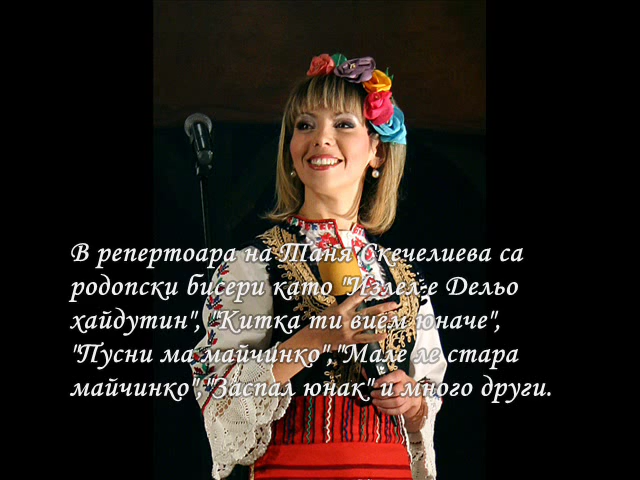 В репертоара на Таня Скечелиева са
родопски бисери като "Излел-е Дельо
хайдутин", "Китка ти вием юначе",
"Пусни ма майчинко","Мале ле стара
майчинко","Заспал юнак" и много други.